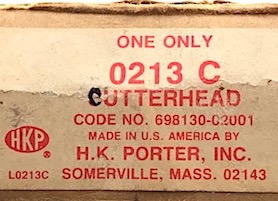 ONE ONLY
0213 C
CUTTERHEAD
CODE NO. 698130-02001
MADE IN U.S. AMERICA BY
HKP ®
H.K. PORTER, INC.
L0213C SOMERVILLE, MASS. 02143